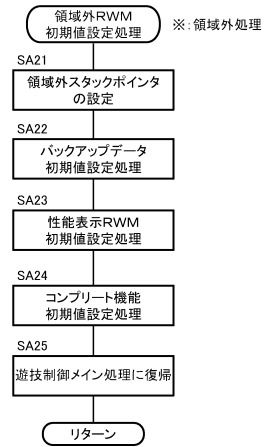 領域外RWM
初期値設定処理
※:領域外処理
SA21
領域外スタックポインタ
の設定
SA22
バックアップデータ
初期値設定処理
SA23
性能表示RWM
初期値設定処理
SA24
コンプリート機能
初期値設定処理
SA25
遊技制御メイン処理に復帰
リターン